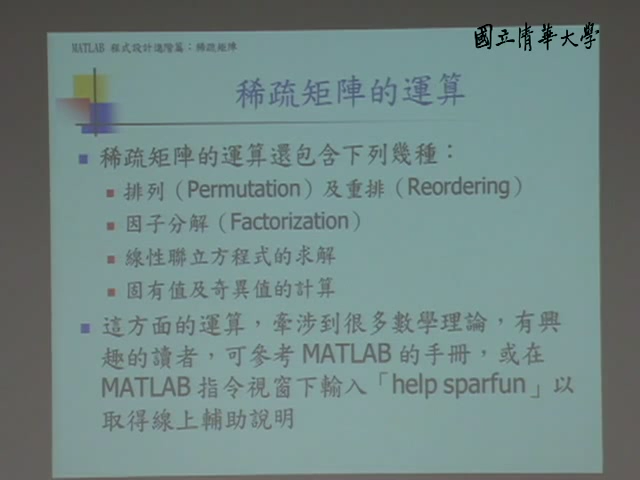 國立清華大學
MATLAB 程式設計進階篇：稀疏矩陣
稀疏矩陣的運算
稀疏矩陣的運算還包含下列幾種：
排列（Permutation）及重排（Reordering）
因子分解（Factorization）
線性聯立方程式的求解
固有值及奇異值的計算
這方面的運算，牽涉到很多數學理論，有興
趣的讀者，可參考 MATLAB 的手冊，或在
MATLAB 指令視窗下輸入「help sparfun」以
取得線上輔助說明